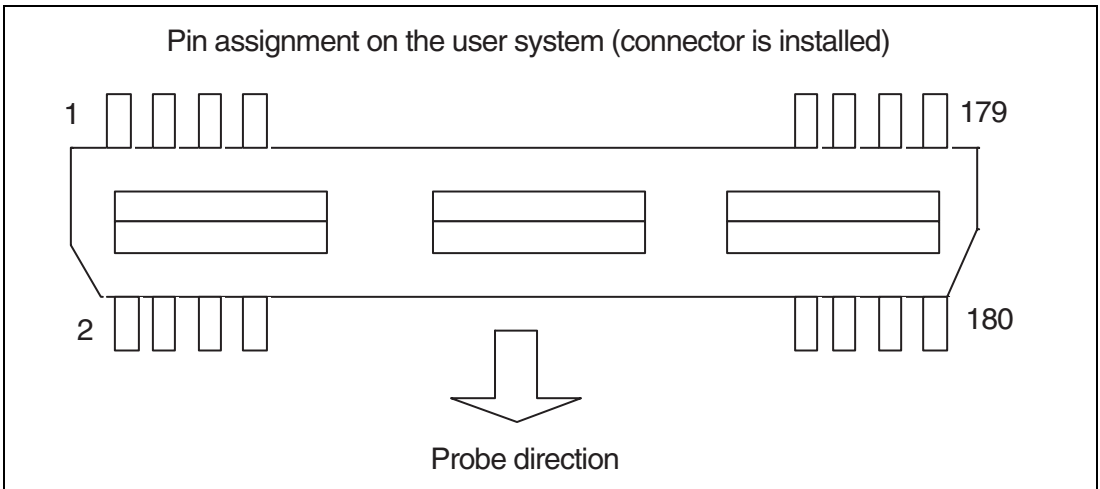 Pin assignment on the user system (connector is installed)
1
179
2
180
Probe direction